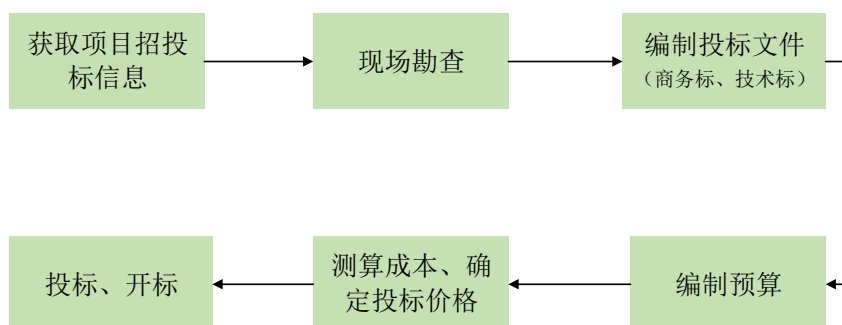 获取项目招投
标信息
现场勘查
编制投标文件
（商务标、技术标）
投标、开标
测算成本、确
定投标价格
编制预算